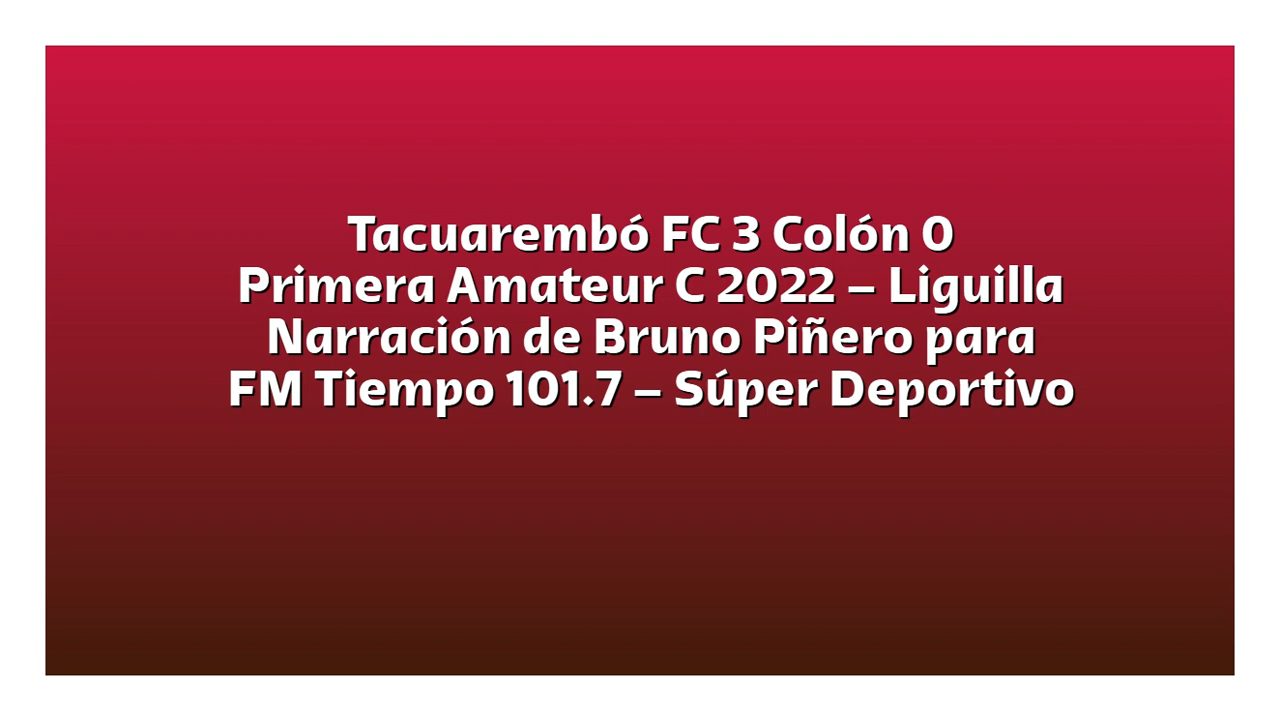 Tacuarembó FC 3 Colón 0
Primera Amateur C 2022 – Liguilla
Narración de Bruno Piñero para
FM Tiempo 101.7 – Súper Deportivo